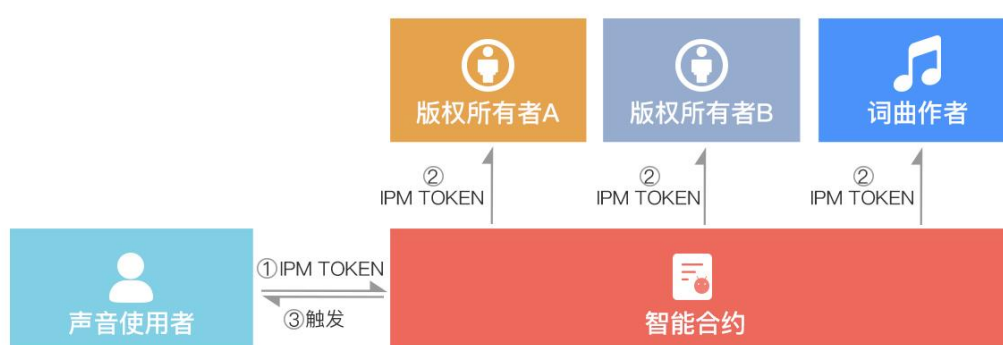 版权所有者A
版权所有者B
词曲作者
②
IPM TOKEN
②
IPM TOKEN
②
IPM TOKEN
声音使用者
①IPM TOKEN
③触发
智能合约